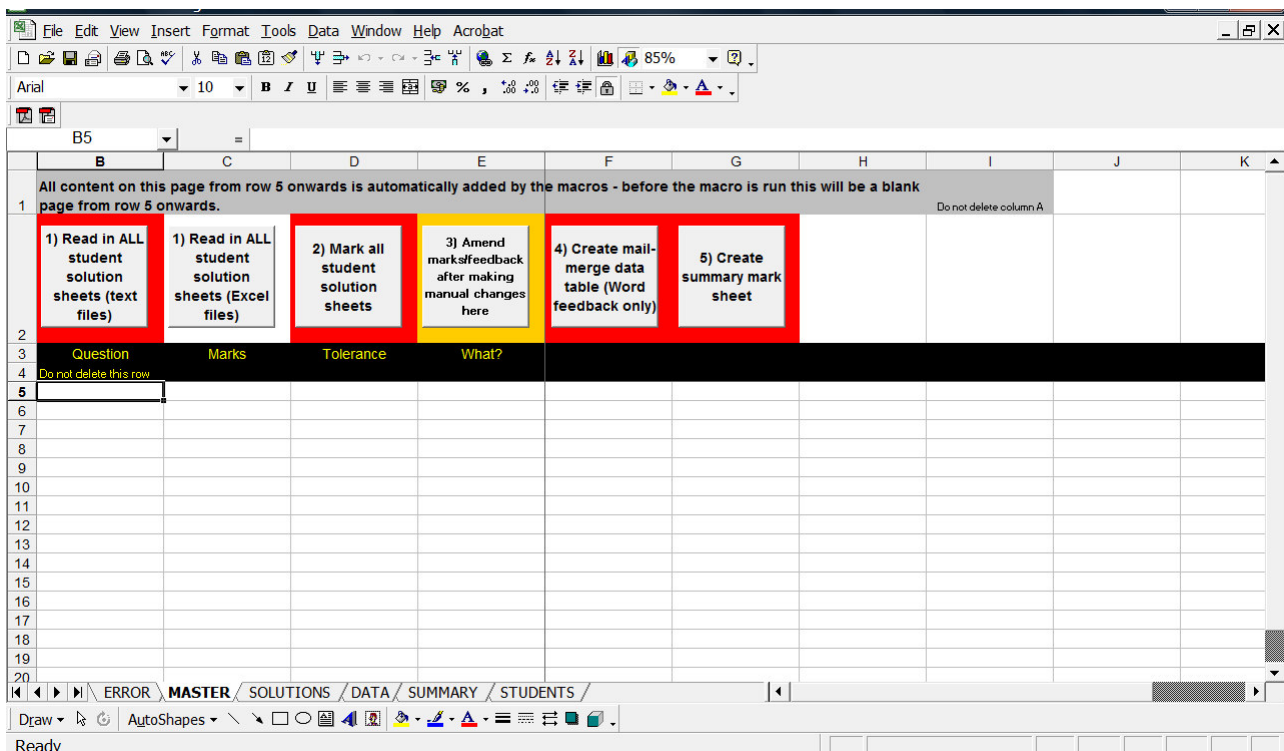 File Edit View Insert Format Tools Data Window Help Acrobat
85%
Arial 10 B I U % ,
B5 =
B C D E F G H I J K
1 All content on this page from row 5 onwards is automatically added by the macros - before the macro is run this will be a blank
page from row 5 onwards. Do not delete column A
1) Read in ALL
student
solution
sheets (text
files)
1) Read in ALL
student
solution
sheets (Excel
files)
2) Mark all
student
solution
sheets
3) Amend
marks/feedback
after making
manual changes
here
4) Create mail-
merge data
table (Word
feedback only)
5) Create
summary mark
sheet
2
3 Question Marks Tolerance What?
4 Do not delete this row
5
6
7
8
9
10
11
12
13
14
15
16
17
18
19
20
ERROR MASTER SOLUTIONS DATA SUMMARY STUDENTS
Draw AutoShapes
Ready